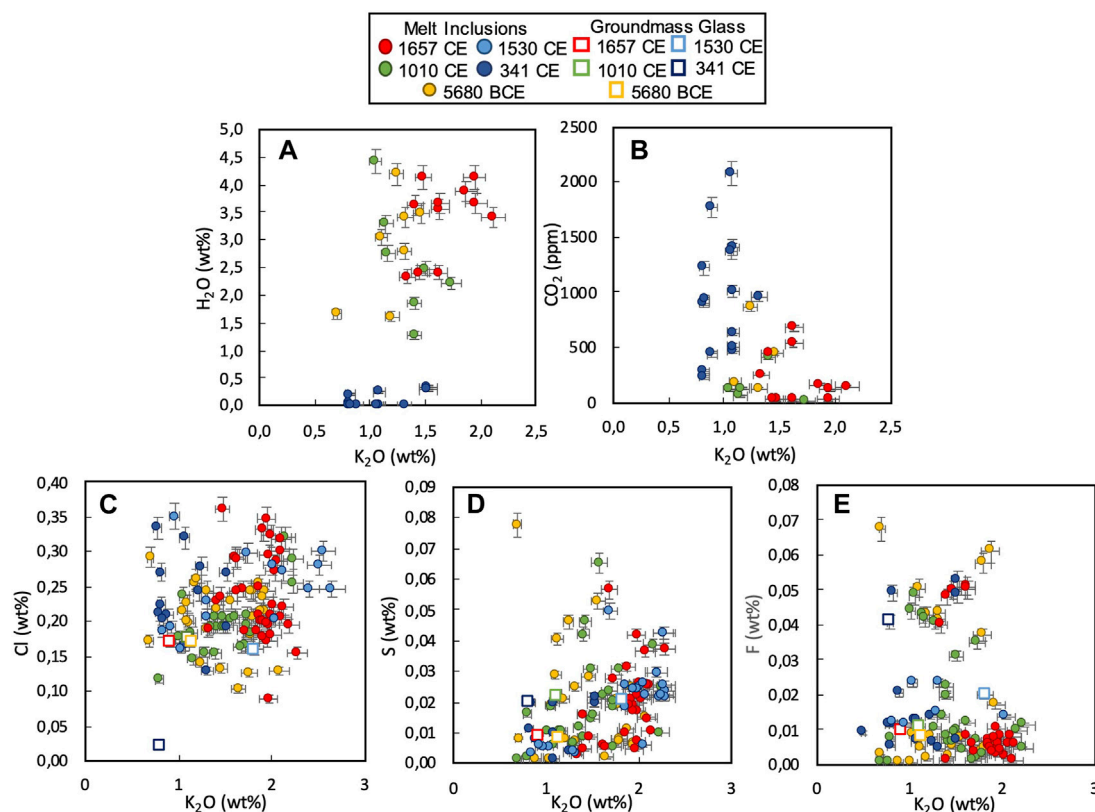 Melt Inclusions Groundmass Glass
1657 CE 1530 CE 1657 CE 1530 CE
1010 CE 341 CE 1010 CE 341 CE
5680 BCE 5680 BCE
A
5,0
4,5
4,0
3,5
3,0
2,5
2,0
1,5
1,0
0,5
0,0
H₂O (wt%)
0,0 0,5 1,0 1,5 2,0 2,5
K₂O (wt%)
B
2500
2000
1500
1000
500
0
CO₂ (ppm)
0,0 0,5 1,0 1,5 2,0 2,5
K₂O (wt%)
C
0,40
0,35
0,30
0,25
0,20
0,15
0,10
0,05
0,00
Cl (wt%)
0 1 2 3
K₂O (wt%)
D
0,09
0,08
0,07
0,06
0,05
0,04
0,03
0,02
0,01
0,00
S (wt%)
0 1 2 3
K₂O (wt%)
E
0,08
0,07
0,06
0,05
0,04
0,03
0,02
0,01
0,00
F (wt%)
0 1 2 3
K₂O (wt%)